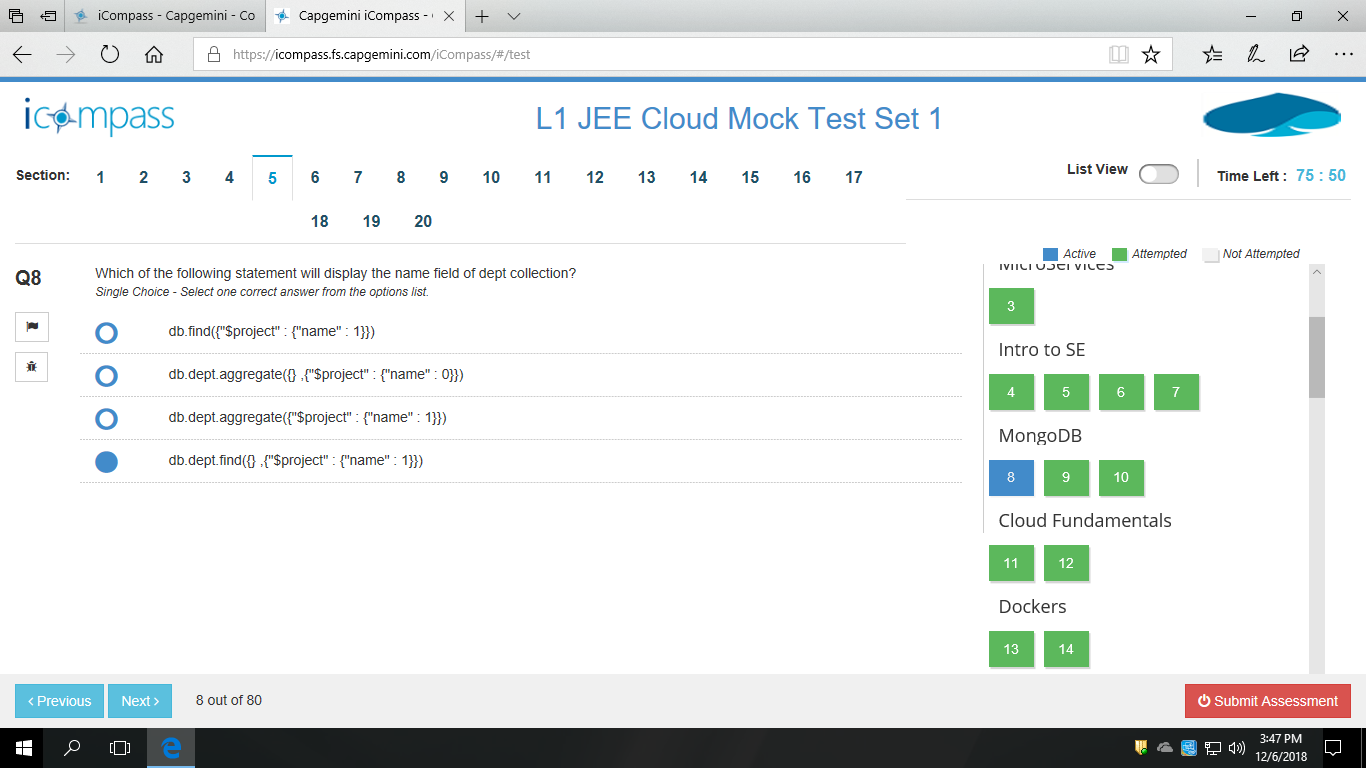 iCompass - Capgemini - Co
Capgemini iCompass -
https://icompass.fs.capgemini.com/iCompass/#/test
icompass
L1 JEE Cloud Mock Test Set 1
Section: 1 2 3 4 5 6 7 8 9 10 11 12 13 14 15 16 17
18 19 20
List View
Time Left : 75 : 50
Active Attempted Not Attempted
Q8
Which of the following statement will display the name field of dept collection?
Single Choice - Select one correct answer from the options list.
db.find({"$project" : {"name" : 1}})
db.dept.aggregate({} ,{"$project" : {"name" : 0}})
db.dept.aggregate({"$project" : {"name" : 1}})
db.dept.find({} ,{"$project" : {"name" : 1}})
MicroServices
3
Intro to SE
4 5 6 7
MongoDB
8 9 10
Cloud Fundamentals
11 12
Dockers
13 14
‹ Previous
Next ›
8 out of 80
Submit Assessment
3:47 PM
12/6/2018